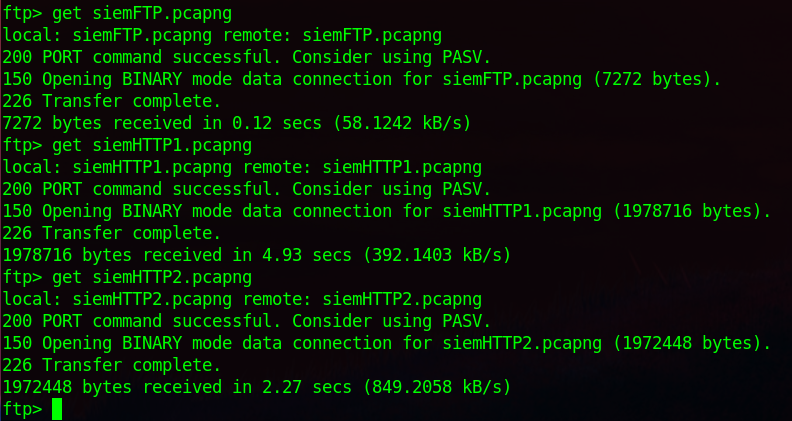 ftp> get siemFTP.pcapng
local: siemFTP.pcapng remote: siemFTP.pcapng
200 PORT command successful. Consider using PASV.
150 Opening BINARY mode data connection for siemFTP.pcapng (7272 bytes).
226 Transfer complete.
7272 bytes received in 0.12 secs (58.1242 kB/s)
ftp> get siemHTTP1.pcapng
local: siemHTTP1.pcapng remote: siemHTTP1.pcapng
200 PORT command successful. Consider using PASV.
150 Opening BINARY mode data connection for siemHTTP1.pcapng (1978716 bytes).
226 Transfer complete.
1978716 bytes received in 4.93 secs (392.1403 kB/s)
ftp> get siemHTTP2.pcapng
local: siemHTTP2.pcapng remote: siemHTTP2.pcapng
200 PORT command successful. Consider using PASV.
150 Opening BINARY mode data connection for siemHTTP2.pcapng (1972448 bytes).
226 Transfer complete.
1972448 bytes received in 2.27 secs (849.2058 kB/s)
ftp>